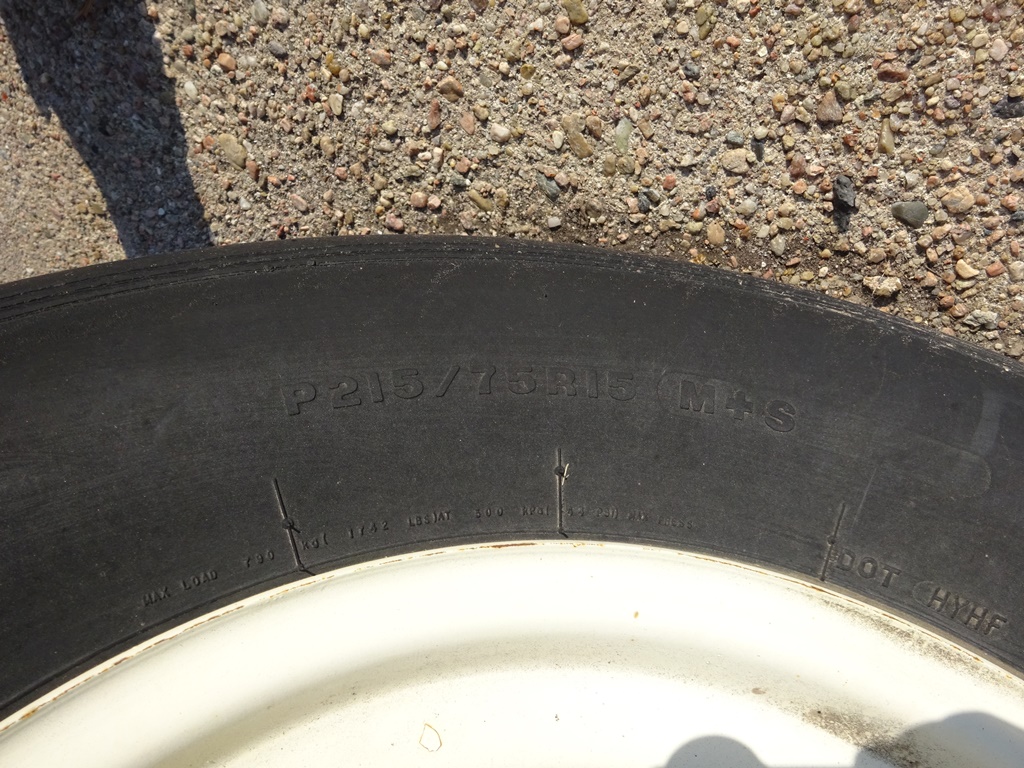 P215/75R15 M+S
MAX LOAD 790 kg( 1742 LBS)AT 300 kPa( 44 PSI) MAX PRESS.
DOT HYHF